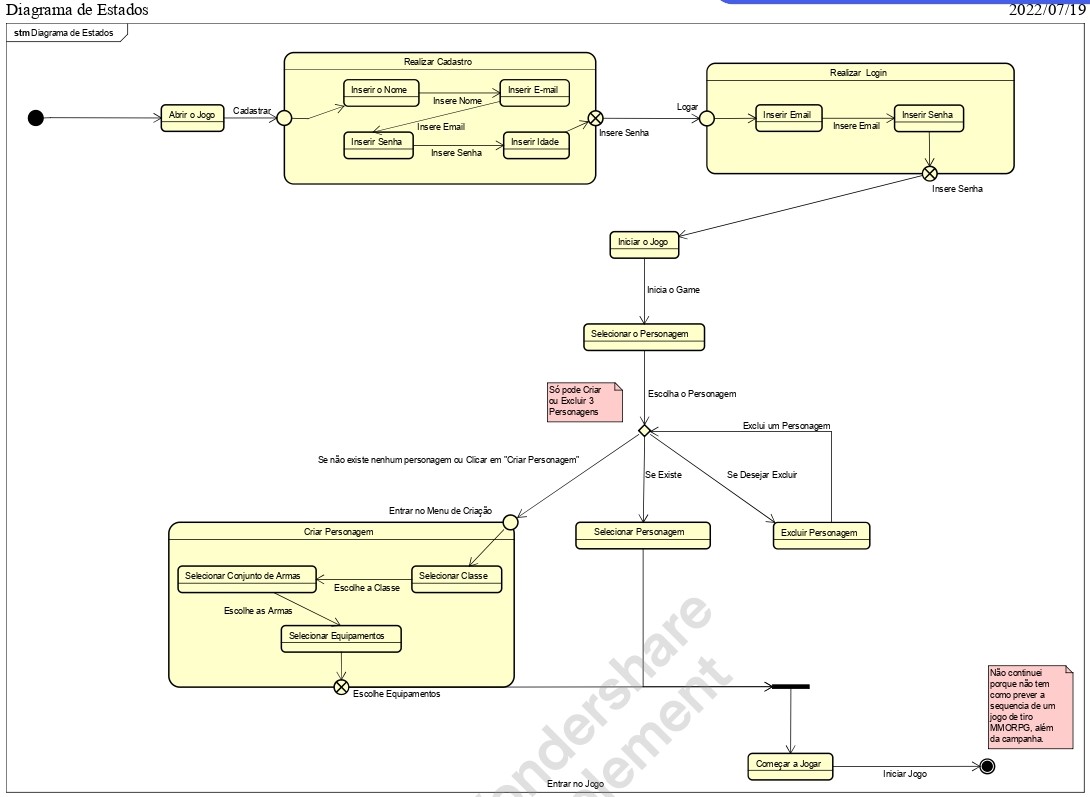 Diagrama de Estados
2022/07/19
stm Diagrama de Estados
Realizar Cadastro
Realizar Login
Inserir o Nome
Inserir E-mail
Insere Nome
Abrir o Jogo
Cadastrar
Logar
Inserir Email
Inserir Senha
Insere Email
Insere Email
Insere Senha
Inserir Senha
Inserir Idade
Insere Senha
Insere Senha
Iniciar o Jogo
Inicia o Game
Selecionar o Personagem
Só pode Criar
ou Excluir 3
Personagens
Escolha o Personagem
Exclui um Personagem
Se não existe nenhum personagem ou Clicar em "Criar Personagem"
Se Existe
Se Desejar Excluir
Entrar no Menu de Criação
Criar Personagem
Selecionar Personagem
Excluir Personagem
Selecionar Conjunto de Armas
Selecionar Classe
Escolhe a Classe
Escolhe as Armas
Selecionar Equipamentos
Escolhe Equipamentos
Não continuei
porque não tem
como prever a
sequencia de um
jogo de tiro
MMORPG, além
da campanha.
Começar a Jogar
Iniciar Jogo
Entrar no Jogo
ondershare
lement